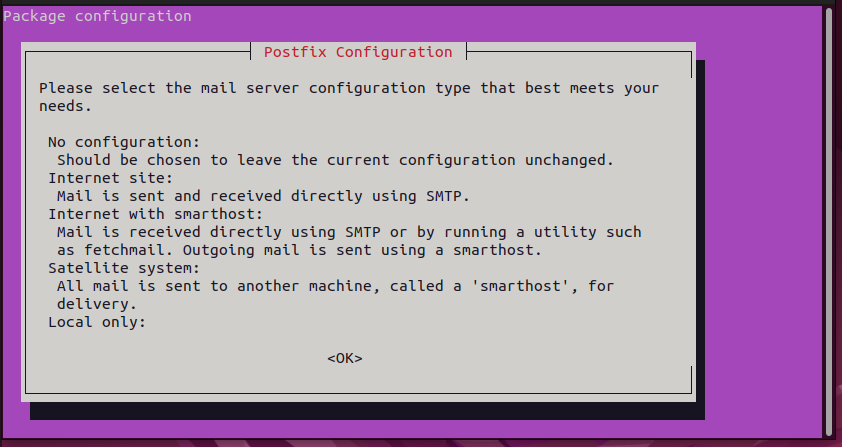 Package configuration
Postfix Configuration
Please select the mail server configuration type that best meets your
needs.
No configuration:
Should be chosen to leave the current configuration unchanged.
Internet site:
Mail is sent and received directly using SMTP.
Internet with smarthost:
Mail is received directly using SMTP or by running a utility such
as fetchmail. Outgoing mail is sent using a smarthost.
Satellite system:
All mail is sent to another machine, called a 'smarthost', for
delivery.
Local only:
<OK>